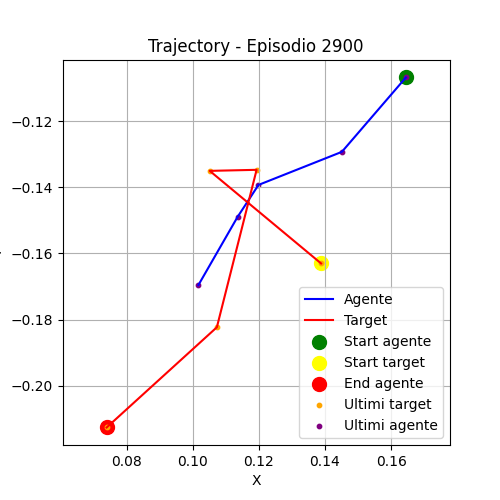 Trajectory - Episodio 2900
−0.12
−0.14
−0.16
−0.18
−0.20
0.08 0.10 0.12 0.14 0.16
X
Agente
Target
Start agente
Start target
End agente
Ultimi target
Ultimi agente